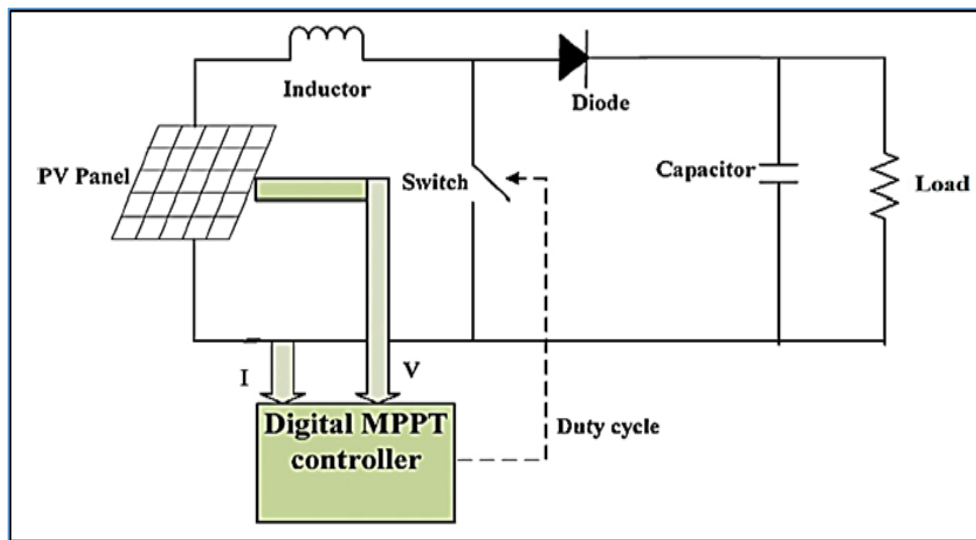 Inductor
Diode
PV Panel
Switch
Capacitor
Load
I
V
Digital MPPT
controller
Duty cycle